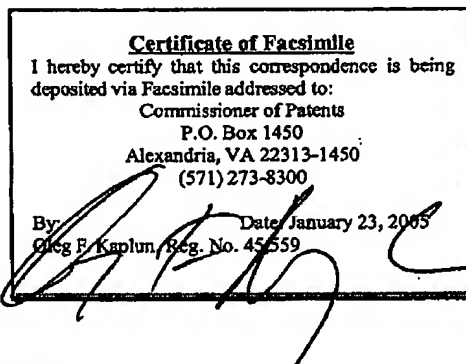 Certificate of Facsimile
I hereby certify that this correspondence is being
deposited via Facsimile addressed to:
Commissioner of Patents
P.O. Box 1450
Alexandria, VA 22313-1450
(571) 273-8300
By: Date: January 23, 2005
Oleg F. Kaplun, Reg. No. 45,559